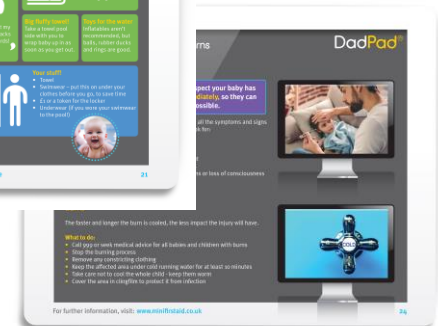 Big fluffy towel!
Take a towel pool
side with you to
wrap baby up in as
soon as you get out.
Toys for the water
Inflatables aren't
recommended, but
balls, rubber ducks
and rings are good.
Your stuff!
• Towel
• Swimwear - put this on under your
clothes before you go, to save time
• £1 or a token for the locker
• Underwear (if you wore your swimwear
to the pool!)
21
rns
DadPad®
pect your baby has
diately, so they can
ossible.
all the symptoms and signs
ok for:
ns or loss of consciousness
COLD
The faster and longer the burn is cooled, the less impact the injury will have.
What to do:
• Call 999 or seek medical advice for all babies and children with burns
• Stop the burning process
• Remove any constricting clothing
• Keep the affected area under cold running water for at least 10 minutes
• Take care not to cool the whole child - keep them warm
• Cover the area in clingfilm to protect it from infection
For further information, visit: www.minifirstaid.co.uk
24